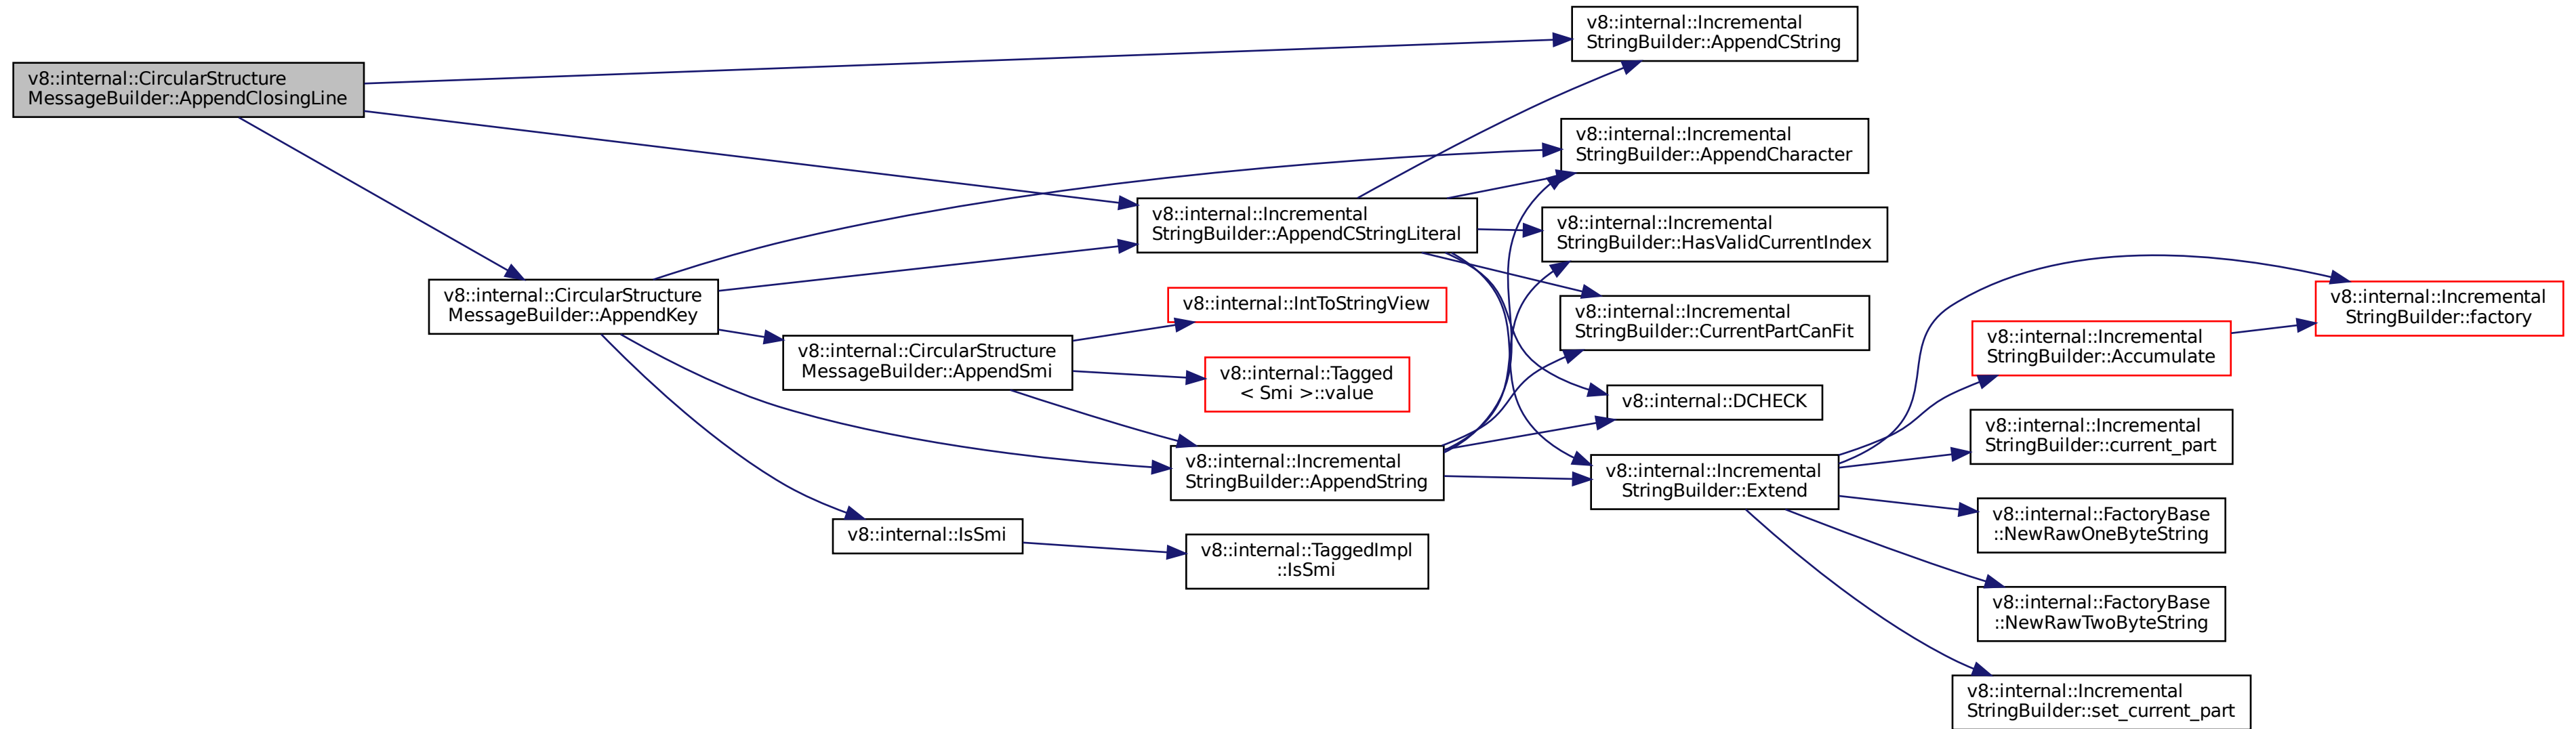 v8::internal::CircularStructure
MessageBuilder::AppendClosingLine
v8::internal::CircularStructure
MessageBuilder::AppendKey
v8::internal::CircularStructure
MessageBuilder::AppendSmi
v8::internal::IsSmi
v8::internal::Incremental
StringBuilder::AppendCStringLiteral
v8::internal::IntToStringView
v8::internal::Tagged
< Smi >::value
v8::internal::Incremental
StringBuilder::AppendString
v8::internal::TaggedImpl
::IsSmi
v8::internal::Incremental
StringBuilder::AppendCString
v8::internal::Incremental
StringBuilder::AppendCharacter
v8::internal::Incremental
StringBuilder::HasValidCurrentIndex
v8::internal::Incremental
StringBuilder::CurrentPartCanFit
v8::internal::DCHECK
v8::internal::Incremental
StringBuilder::Extend
v8::internal::Incremental
StringBuilder::Accumulate
v8::internal::Incremental
StringBuilder::current_part
v8::internal::FactoryBase
::NewRawOneByteString
v8::internal::FactoryBase
::NewRawTwoByteString
v8::internal::Incremental
StringBuilder::set_current_part
v8::internal::Incremental
StringBuilder::factory